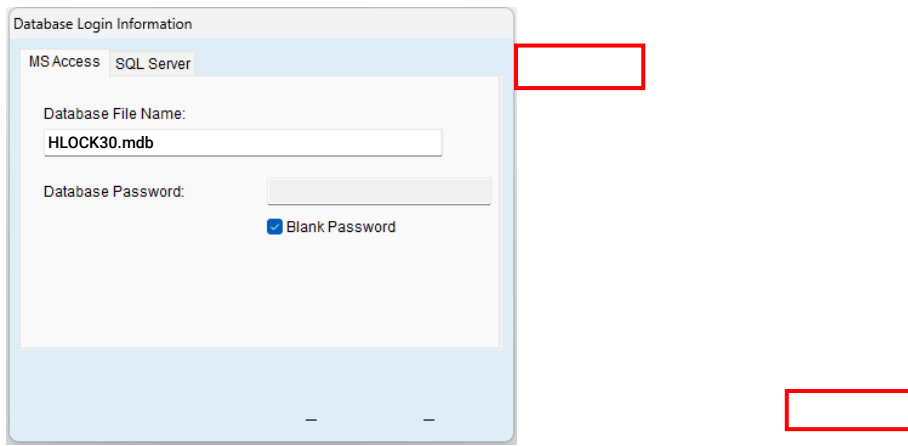 Database Login Information
MS Access SQL Server
Database File Name:
HLOCK30.mdb
Database Password:
Blank Password